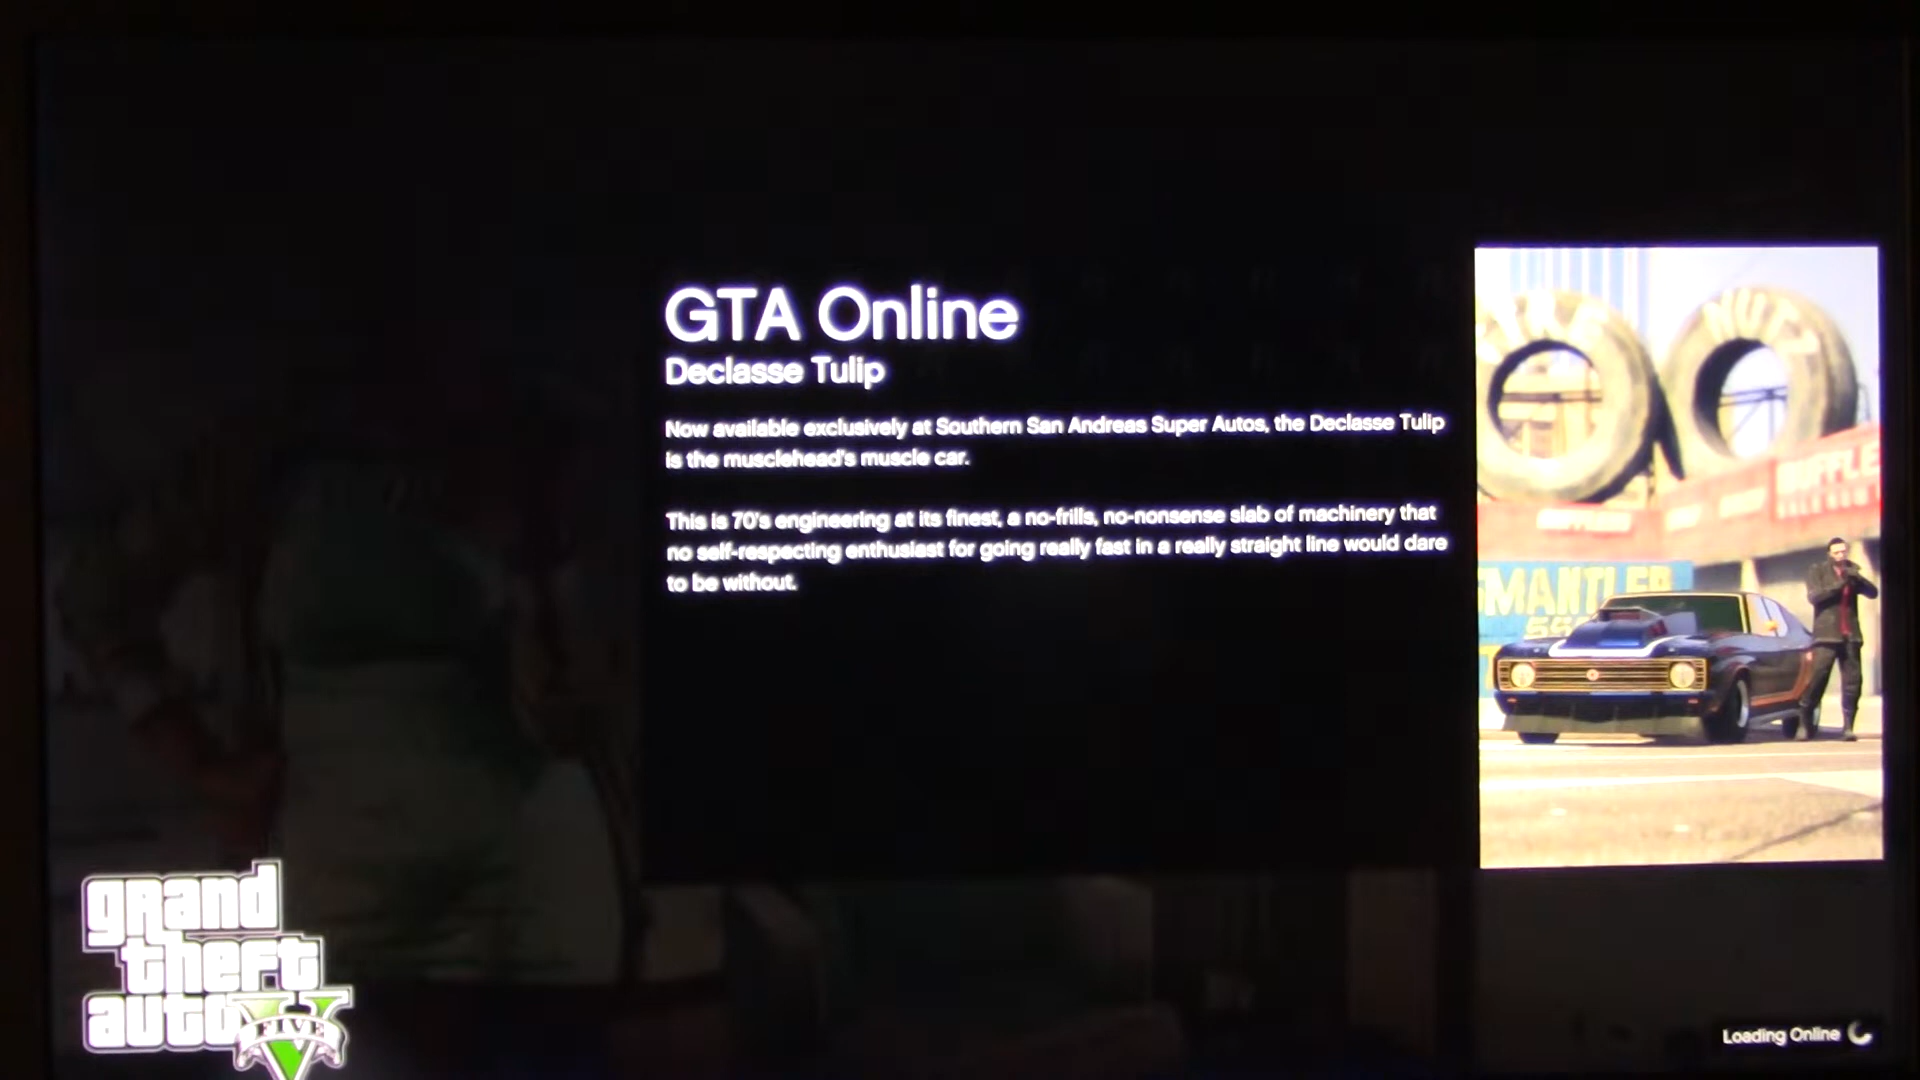 GTA Online
Declasse Tulip
Now available exclusively at Southern San Andreas Super Autos, the Declasse Tulip
is the musclehead's muscle car.
This is 70's engineering at its finest, a no-frills, no-nonsense slab of machinery that
no self-respecting enthusiast for going really fast in a really straight line would dare
to be without.
NUTZ
MANTLER
grand
theft
auto
FIVE
Loading Online